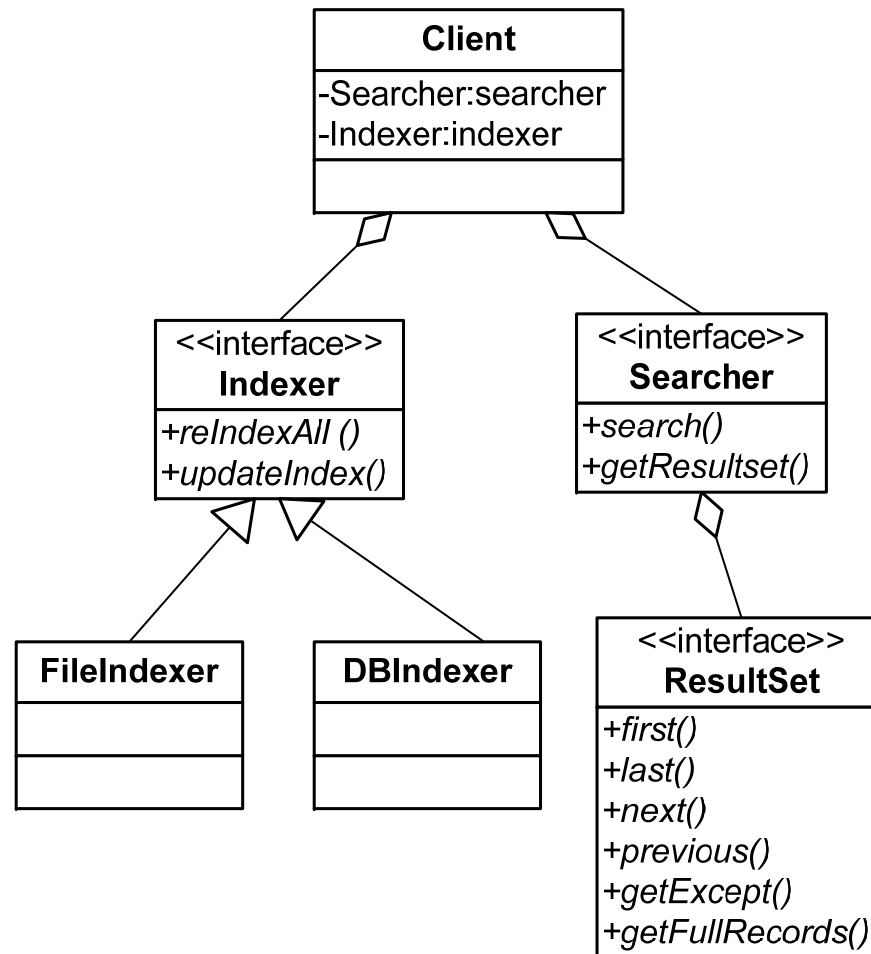 Client
-Searcher:searcher
-Indexer:indexer
<<interface>>
Indexer
+reIndexAll ()
+updateIndex()
<<interface>>
Searcher
+search()
+getResultset()
FileIndexer
DBIndexer
<<interface>>
ResultSet
+first()
+last()
+next()
+previous()
+getExcept()
+getFullRecords()